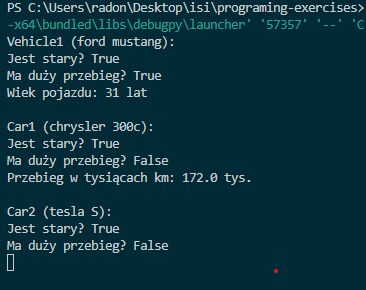 PS C:\Users\radon\Desktop\isi\programing-exercises>
-x64\bundled\libs\debugpy\launcher' '57357' '--' 'C
Vehicle1 (ford mustang):
Jest stary? True
Ma duży przebieg? True
Wiek pojazdu: 31 lat
Car1 (chrysler 300c):
Jest stary? True
Ma duży przebieg? False
Przebieg w tysiącach km: 172.0 tys.
Car2 (tesla S):
Jest stary? True
Ma duży przebieg? False